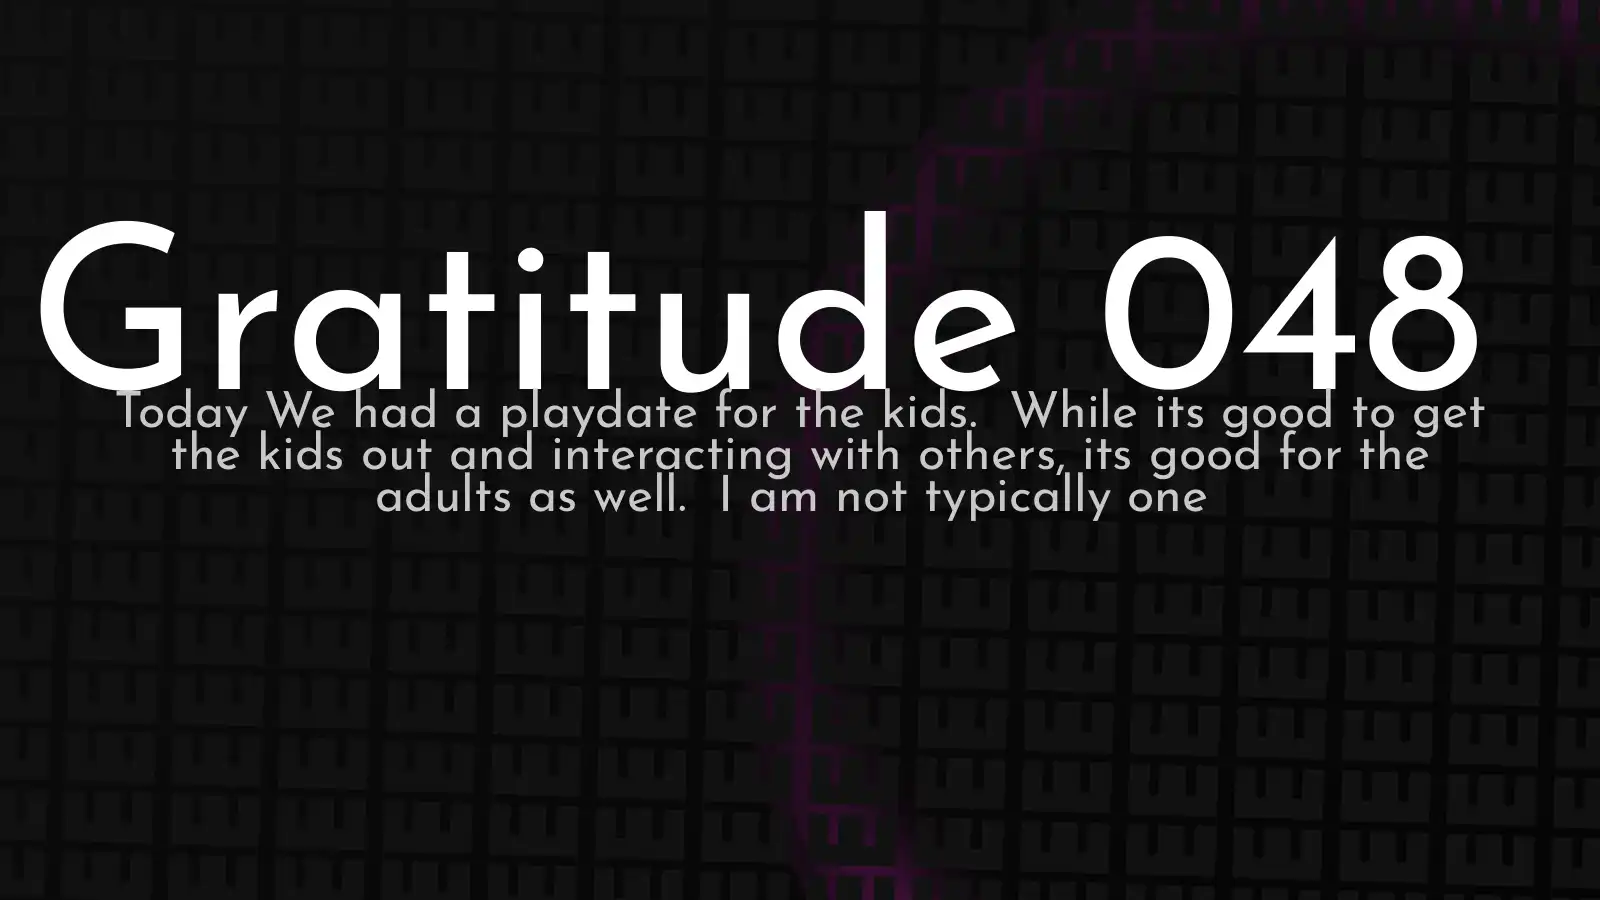 Gratitude 048
Today We had a playdate for the kids.  While its good to get
the kids out and interacting with others, its good for the
adults as well.  I am not typically one